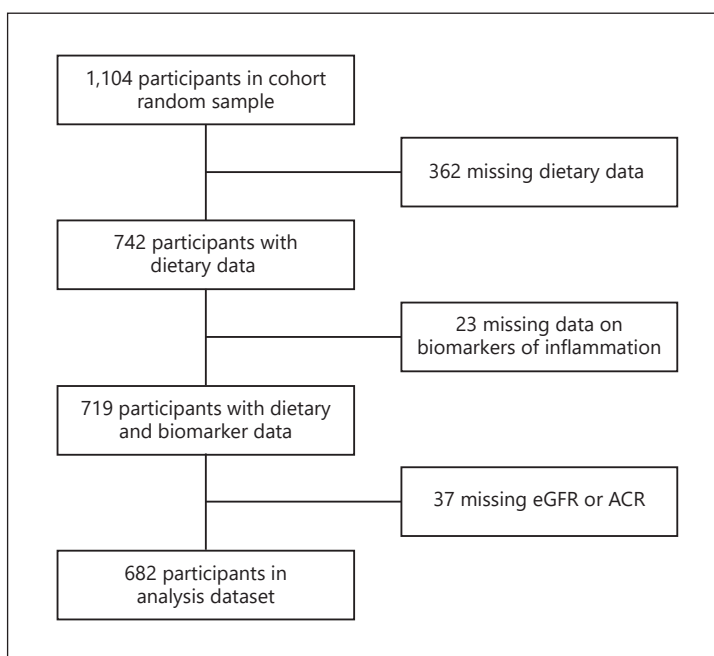 1,104 participants in cohort
random sample
362 missing dietary data
742 participants with
dietary data
23 missing data on
biomarkers of inflammation
719 participants with dietary
and biomarker data
37 missing eGFR or ACR
682 participants in
analysis dataset